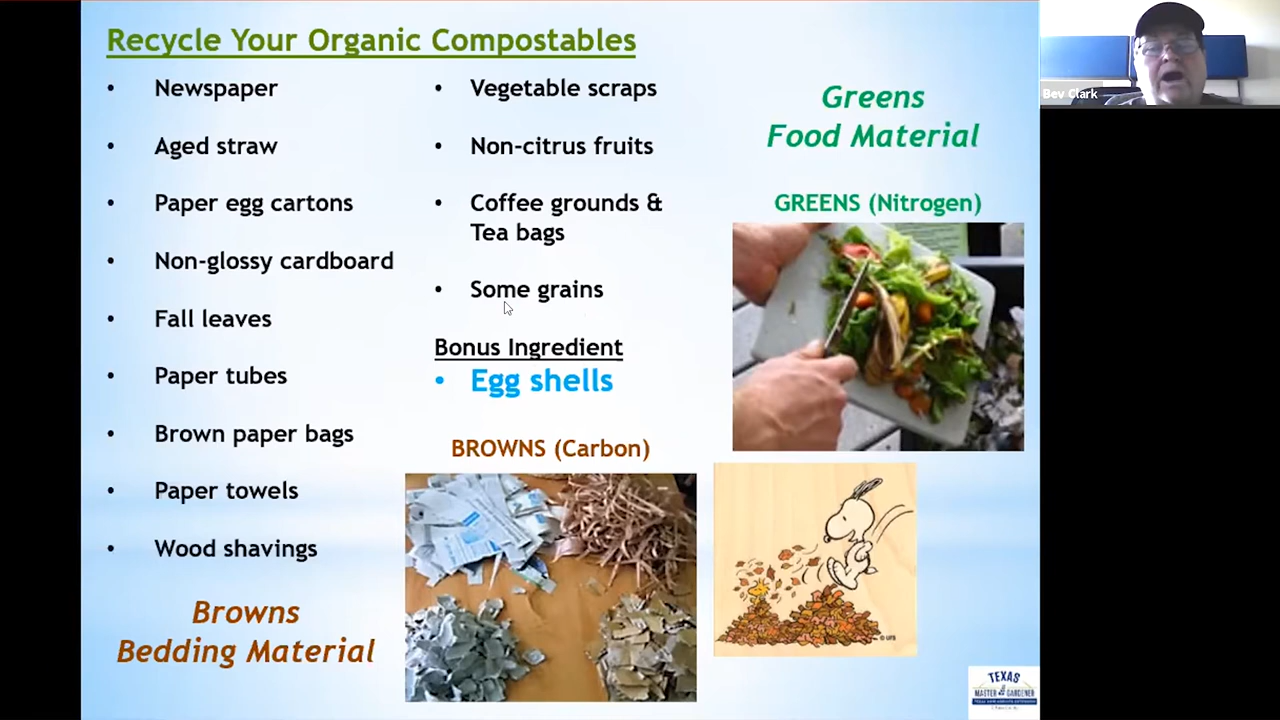 Recycle Your Organic Compostables
• Newspaper
• Aged straw
• Paper egg cartons
• Non-glossy cardboard
• Fall leaves
• Paper tubes
• Brown paper bags
• Paper towels
• Wood shavings
Browns
Bedding Material
• Vegetable scraps
• Non-citrus fruits
• Coffee grounds &
Tea bags
• Some grains
Bonus Ingredient
• Egg shells
BROWNS (Carbon)
Greens
Food Material
GREENS (Nitrogen)
© UFS
TEXAS
MASTER GARDENER
Bev Clark